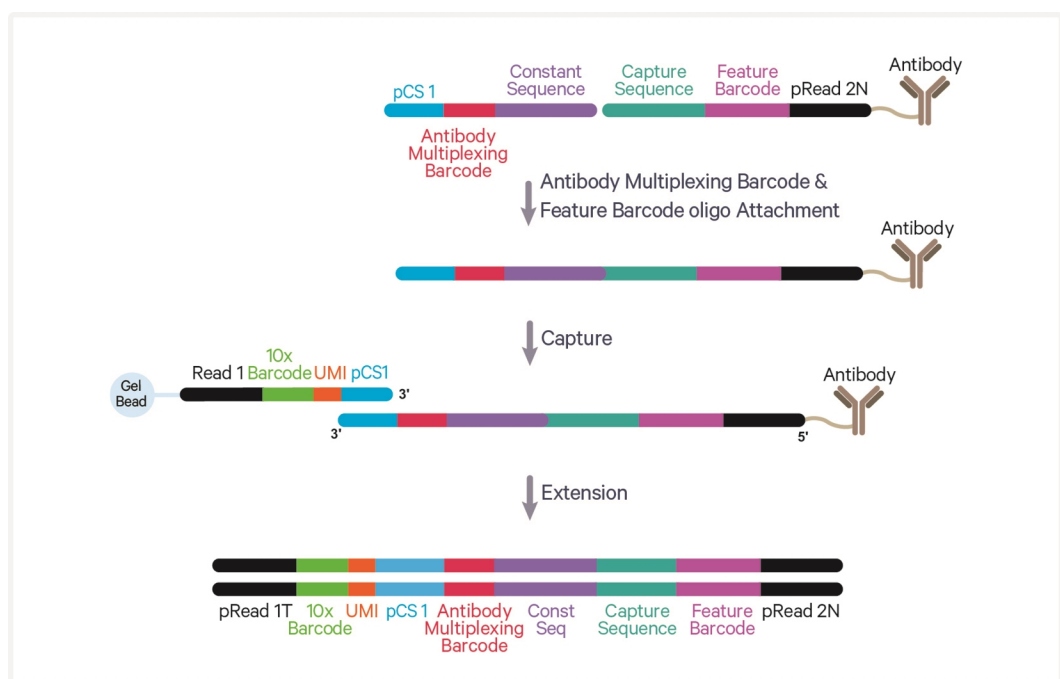 Antibody
Constant
Sequence
Capture
Sequence
Feature
Barcode
pRead 2N
pCS 1
Antibody
Multiplexing
Barcode
Antibody Multiplexing Barcode &
Feature Barcode oligo Attachment
Antibody
Capture
10x
Barcode
Read 1
UMI
pCS1
Gel
Bead
3'
Antibody
3'
5'
Extension
pRead 1T
10x
Barcode
UMI
pCS 1
Antibody
Multiplexing
Barcode
Const
Seq
Capture
Sequence
Feature
Barcode
pRead 2N